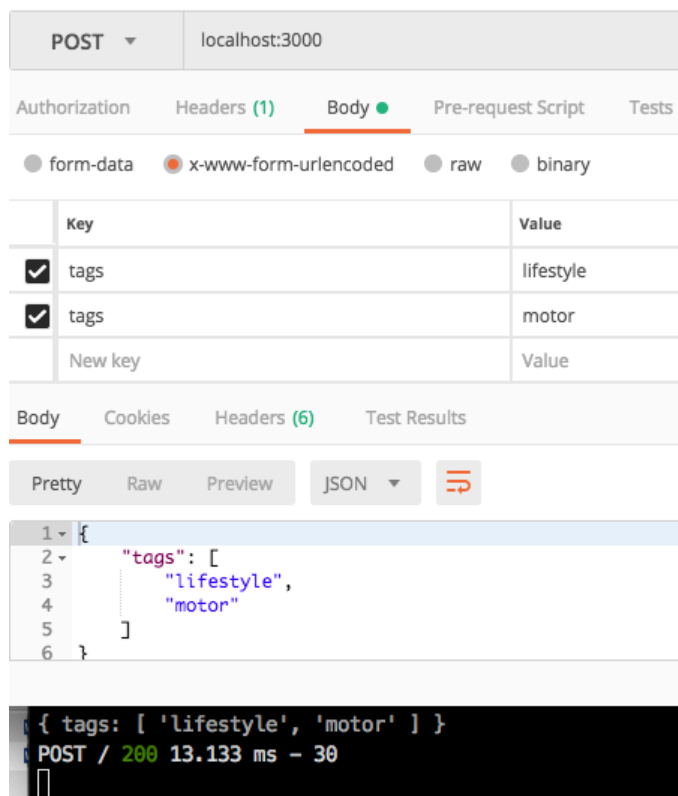 POST localhost:3000
Authorization Headers (1) Body Pre-request Script Tests
form-data x-www-form-urlencoded raw binary
Key Value
tags lifestyle
tags motor
New key Value
Body Cookies Headers (6) Test Results
Pretty Raw Preview JSON
1 {
2 "tags": [
3 "lifestyle",
4 "motor"
5 ]
6 }
{ tags: [ 'lifestyle', 'motor' ] }
POST / 200 13.133 ms – 30